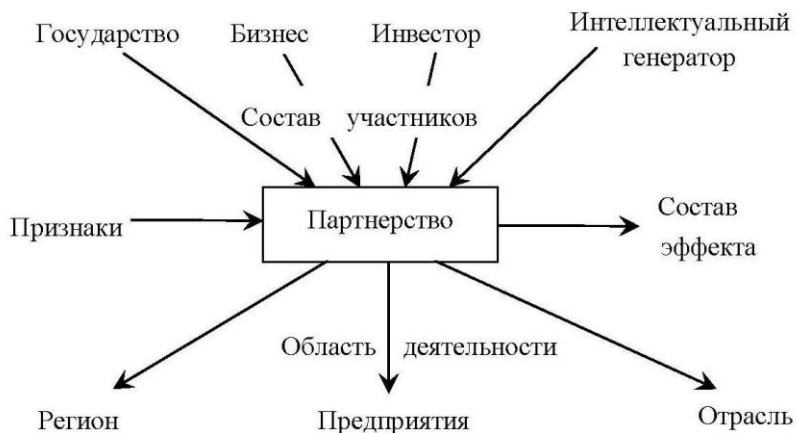 Государство Бизнес Инвестор Интеллектуальный
генератор
Состав участников
Признаки Партнерство Состав
эффекта
Область деятельности
Регион Предприятия Отрасль